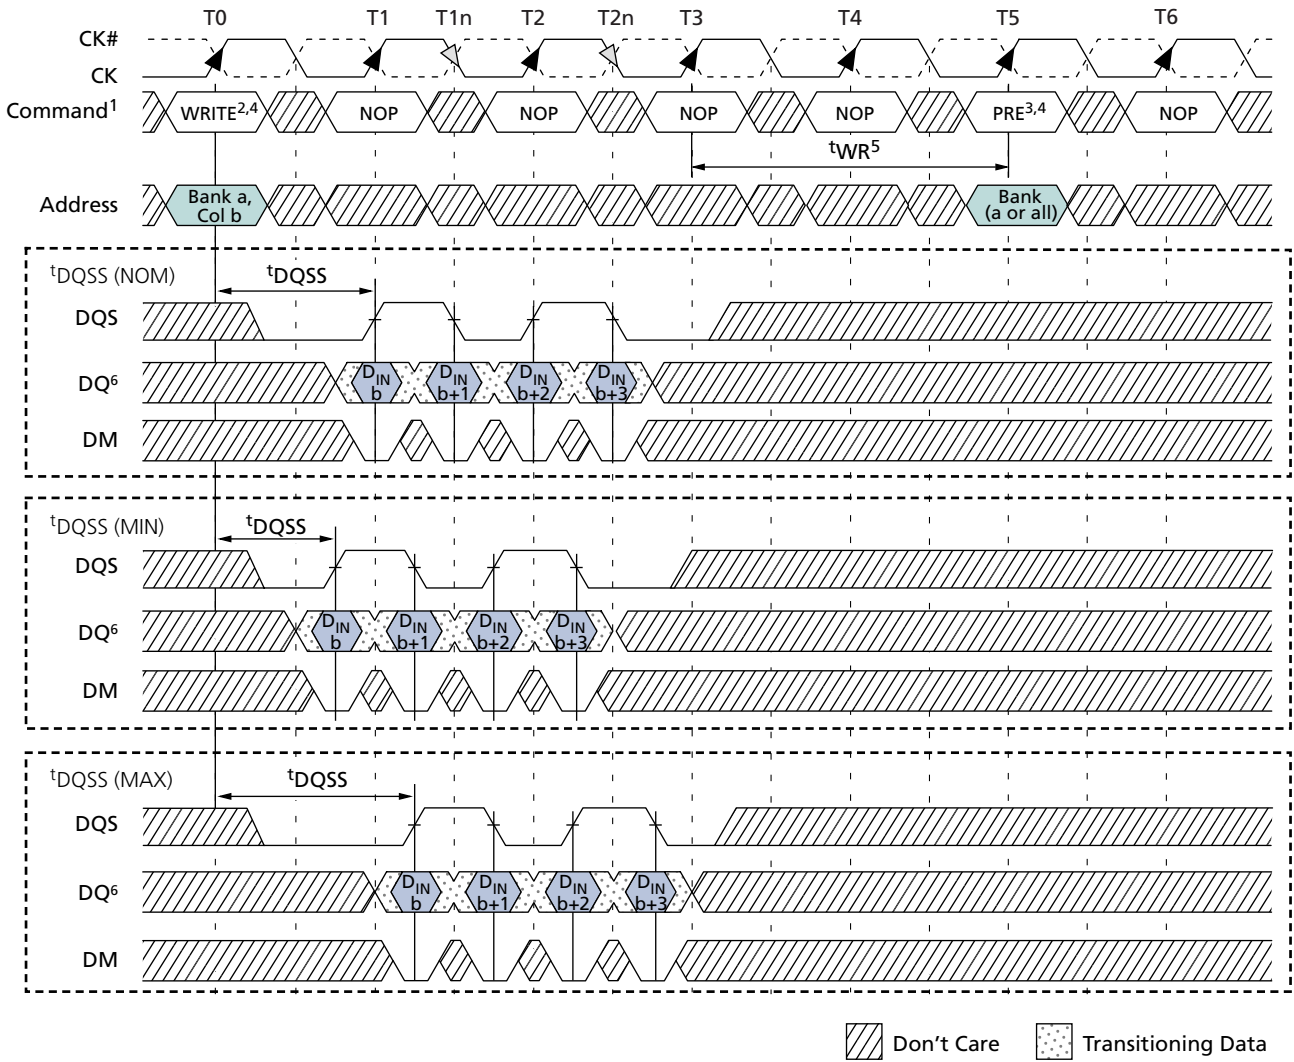 T0 T1 T1n T2 T2n T3 T4 T5 T6
CK#
CK
Command1 WRITE2,4 NOP NOP NOP NOP PRE3,4 NOP
tWR5
Address Bank a, Col b Bank (a or all)
tDQSS (NOM) tDQSS
DQS
DQ6 DIN b DIN b+1 DIN b+2 DIN b+3
DM
tDQSS (MIN) tDQSS
DQS
DQ6 DIN b DIN b+1 DIN b+2 DIN b+3
DM
tDQSS (MAX) tDQSS
DQS
DQ6 DIN b DIN b+1 DIN b+2 DIN b+3
DM
Don't Care Transitioning Data